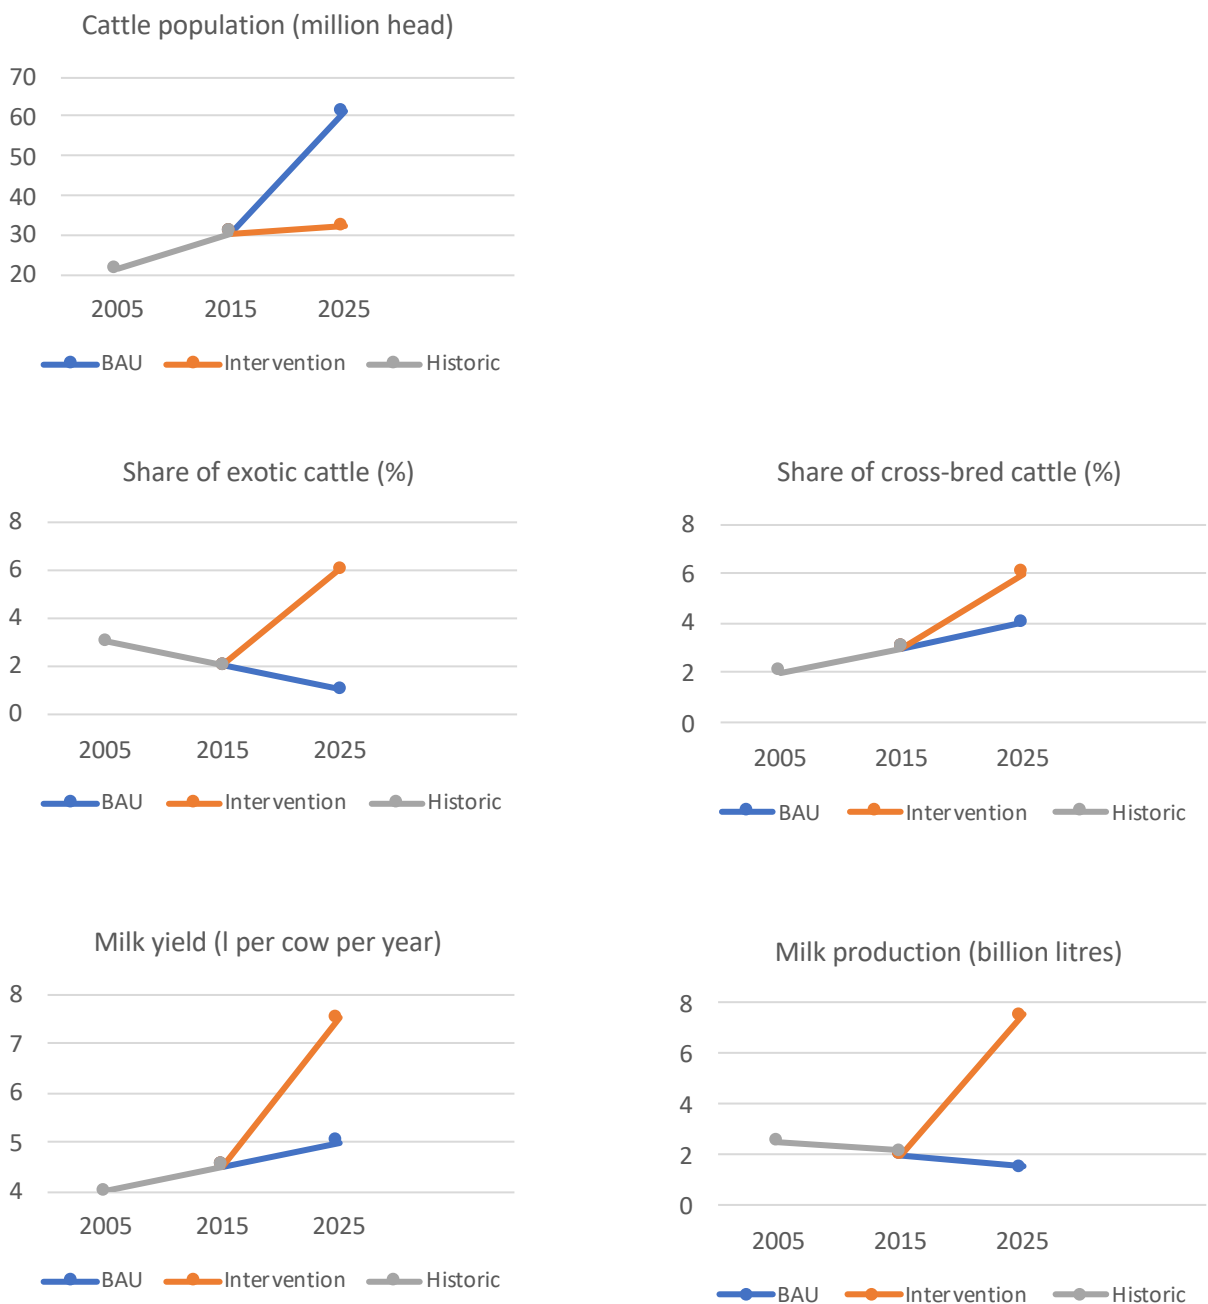 Cattle population (million head)
70
60
50
40
30
20
2005 2015 2025
BAU Intervention Historic
Share of exotic cattle (%)
8
6
4
2
0
2005 2015 2025
BAU Intervention Historic
Share of cross-bred cattle (%)
8
6
4
2
0
2005 2015 2025
BAU Intervention Historic
Milk yield (l per cow per year)
8
7
6
5
4
2005 2015 2025
BAU Intervention Historic
Milk production (billion litres)
8
6
4
2
0
2005 2015 2025
BAU Intervention Historic